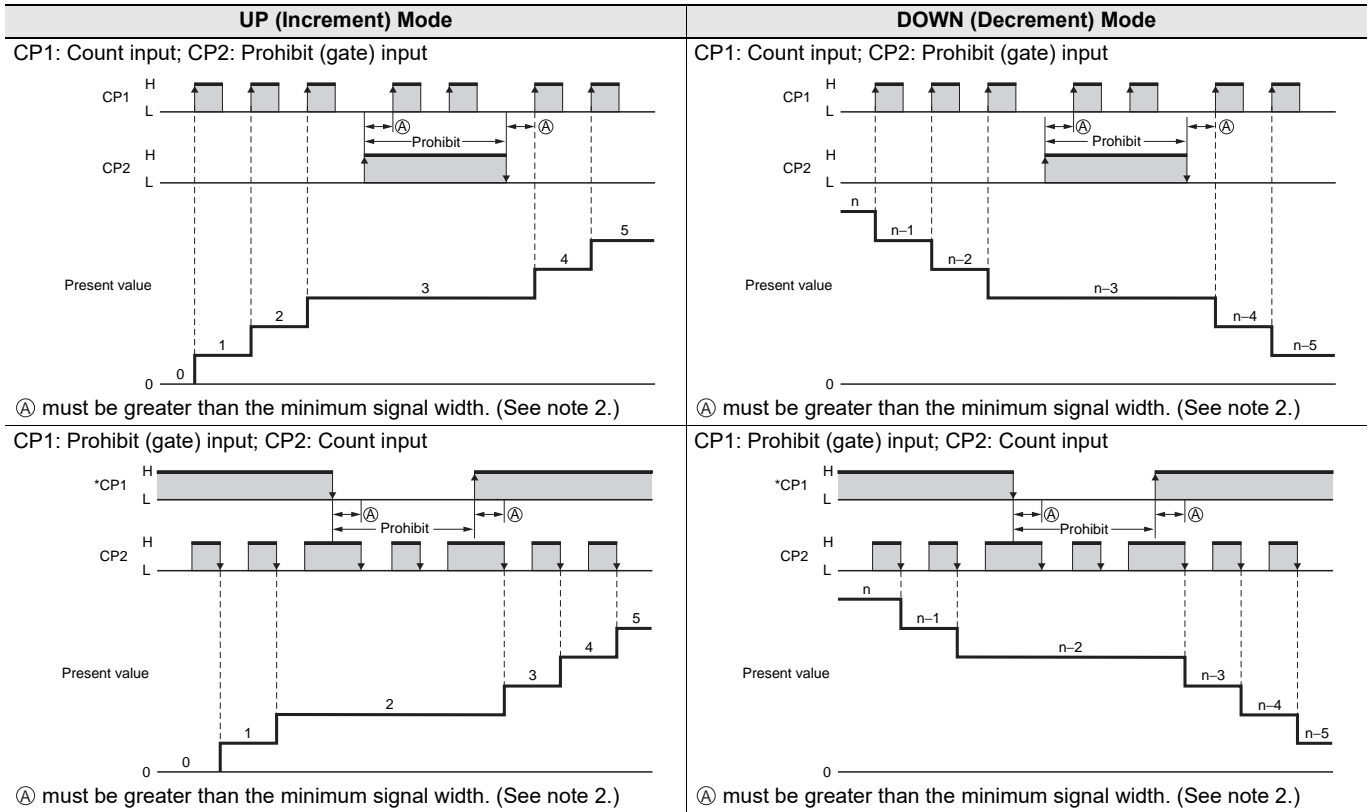 UP (Increment) Mode
DOWN (Decrement) Mode
CP1: Count input; CP2: Prohibit (gate) input
H
CP1
L
Ⓐ
Ⓐ
Prohibit
H
CP2
L
5
4
Present value
3
2
1
0
0
Ⓐ must be greater than the minimum signal width. (See note 2.)
CP1: Count input; CP2: Prohibit (gate) input
H
CP1
L
Ⓐ
Ⓐ
Prohibit
H
CP2
L
n
n–1
n–2
Present value
n–3
n–4
n–5
0
Ⓐ must be greater than the minimum signal width. (See note 2.)
CP1: Prohibit (gate) input; CP2: Count input
H
*CP1
L
Ⓐ
Ⓐ
Prohibit
H
CP2
L
5
4
Present value
3
2
1
0
0
Ⓐ must be greater than the minimum signal width. (See note 2.)
CP1: Prohibit (gate) input; CP2: Count input
H
*CP1
L
Ⓐ
Ⓐ
Prohibit
H
CP2
L
n
n–1
n–2
Present value
n–3
n–4
n–5
0
Ⓐ must be greater than the minimum signal width. (See note 2.)